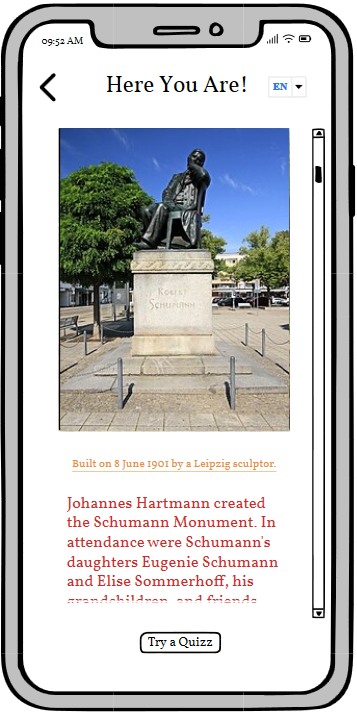 09:52 AM
Here You Are!
EN
ROBERT
SCHUMANN
Built on 8 June 1901 by a Leipzig sculptor.
Johannes Hartmann created
the Schumann Monument. In
attendance were Schumann's
daughters Eugenie Schumann
and Elise Sommerhoff, his
grandchildren, and friends
Try a Quizz